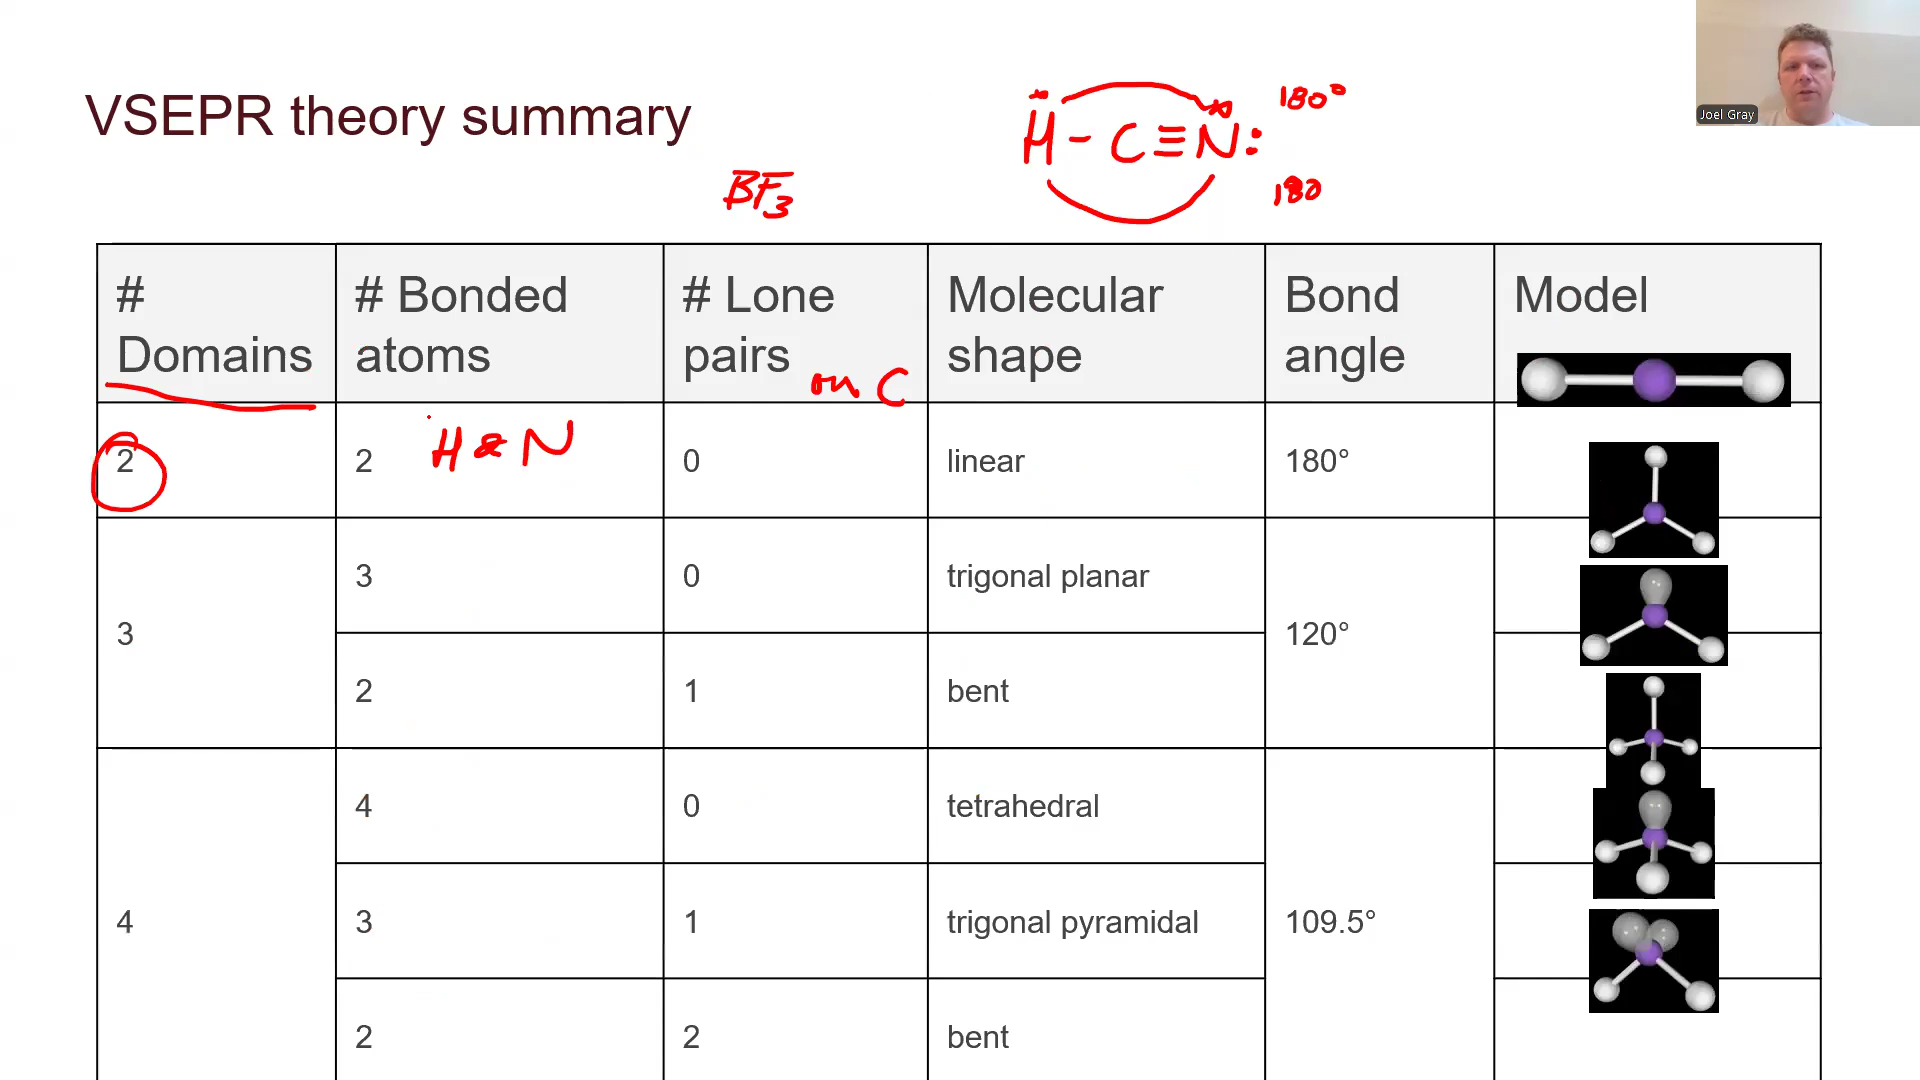 Joel Gray
VSEPR theory summary
H - C ≡ N :
180°
180
BF₃
# Domains
# Bonded atoms
# Lone pairs
on C
Molecular shape
Bond angle
Model
2
2
H & N
0
linear
180°
3
3
0
trigonal planar
120°
2
1
bent
4
4
0
tetrahedral
109.5°
3
1
trigonal pyramidal
2
2
bent